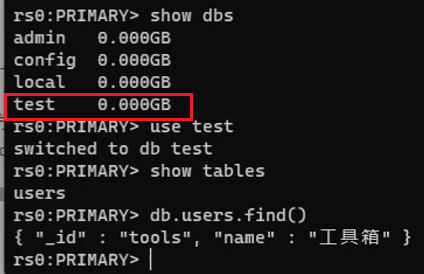 rs0:PRIMARY> show dbs
admin   0.000GB
config  0.000GB
local   0.000GB
test    0.000GB
rs0:PRIMARY> use test
switched to db test
rs0:PRIMARY> show tables
users
rs0:PRIMARY> db.users.find()
{ "_id" : "tools", "name" : "工具箱" }
rs0:PRIMARY>